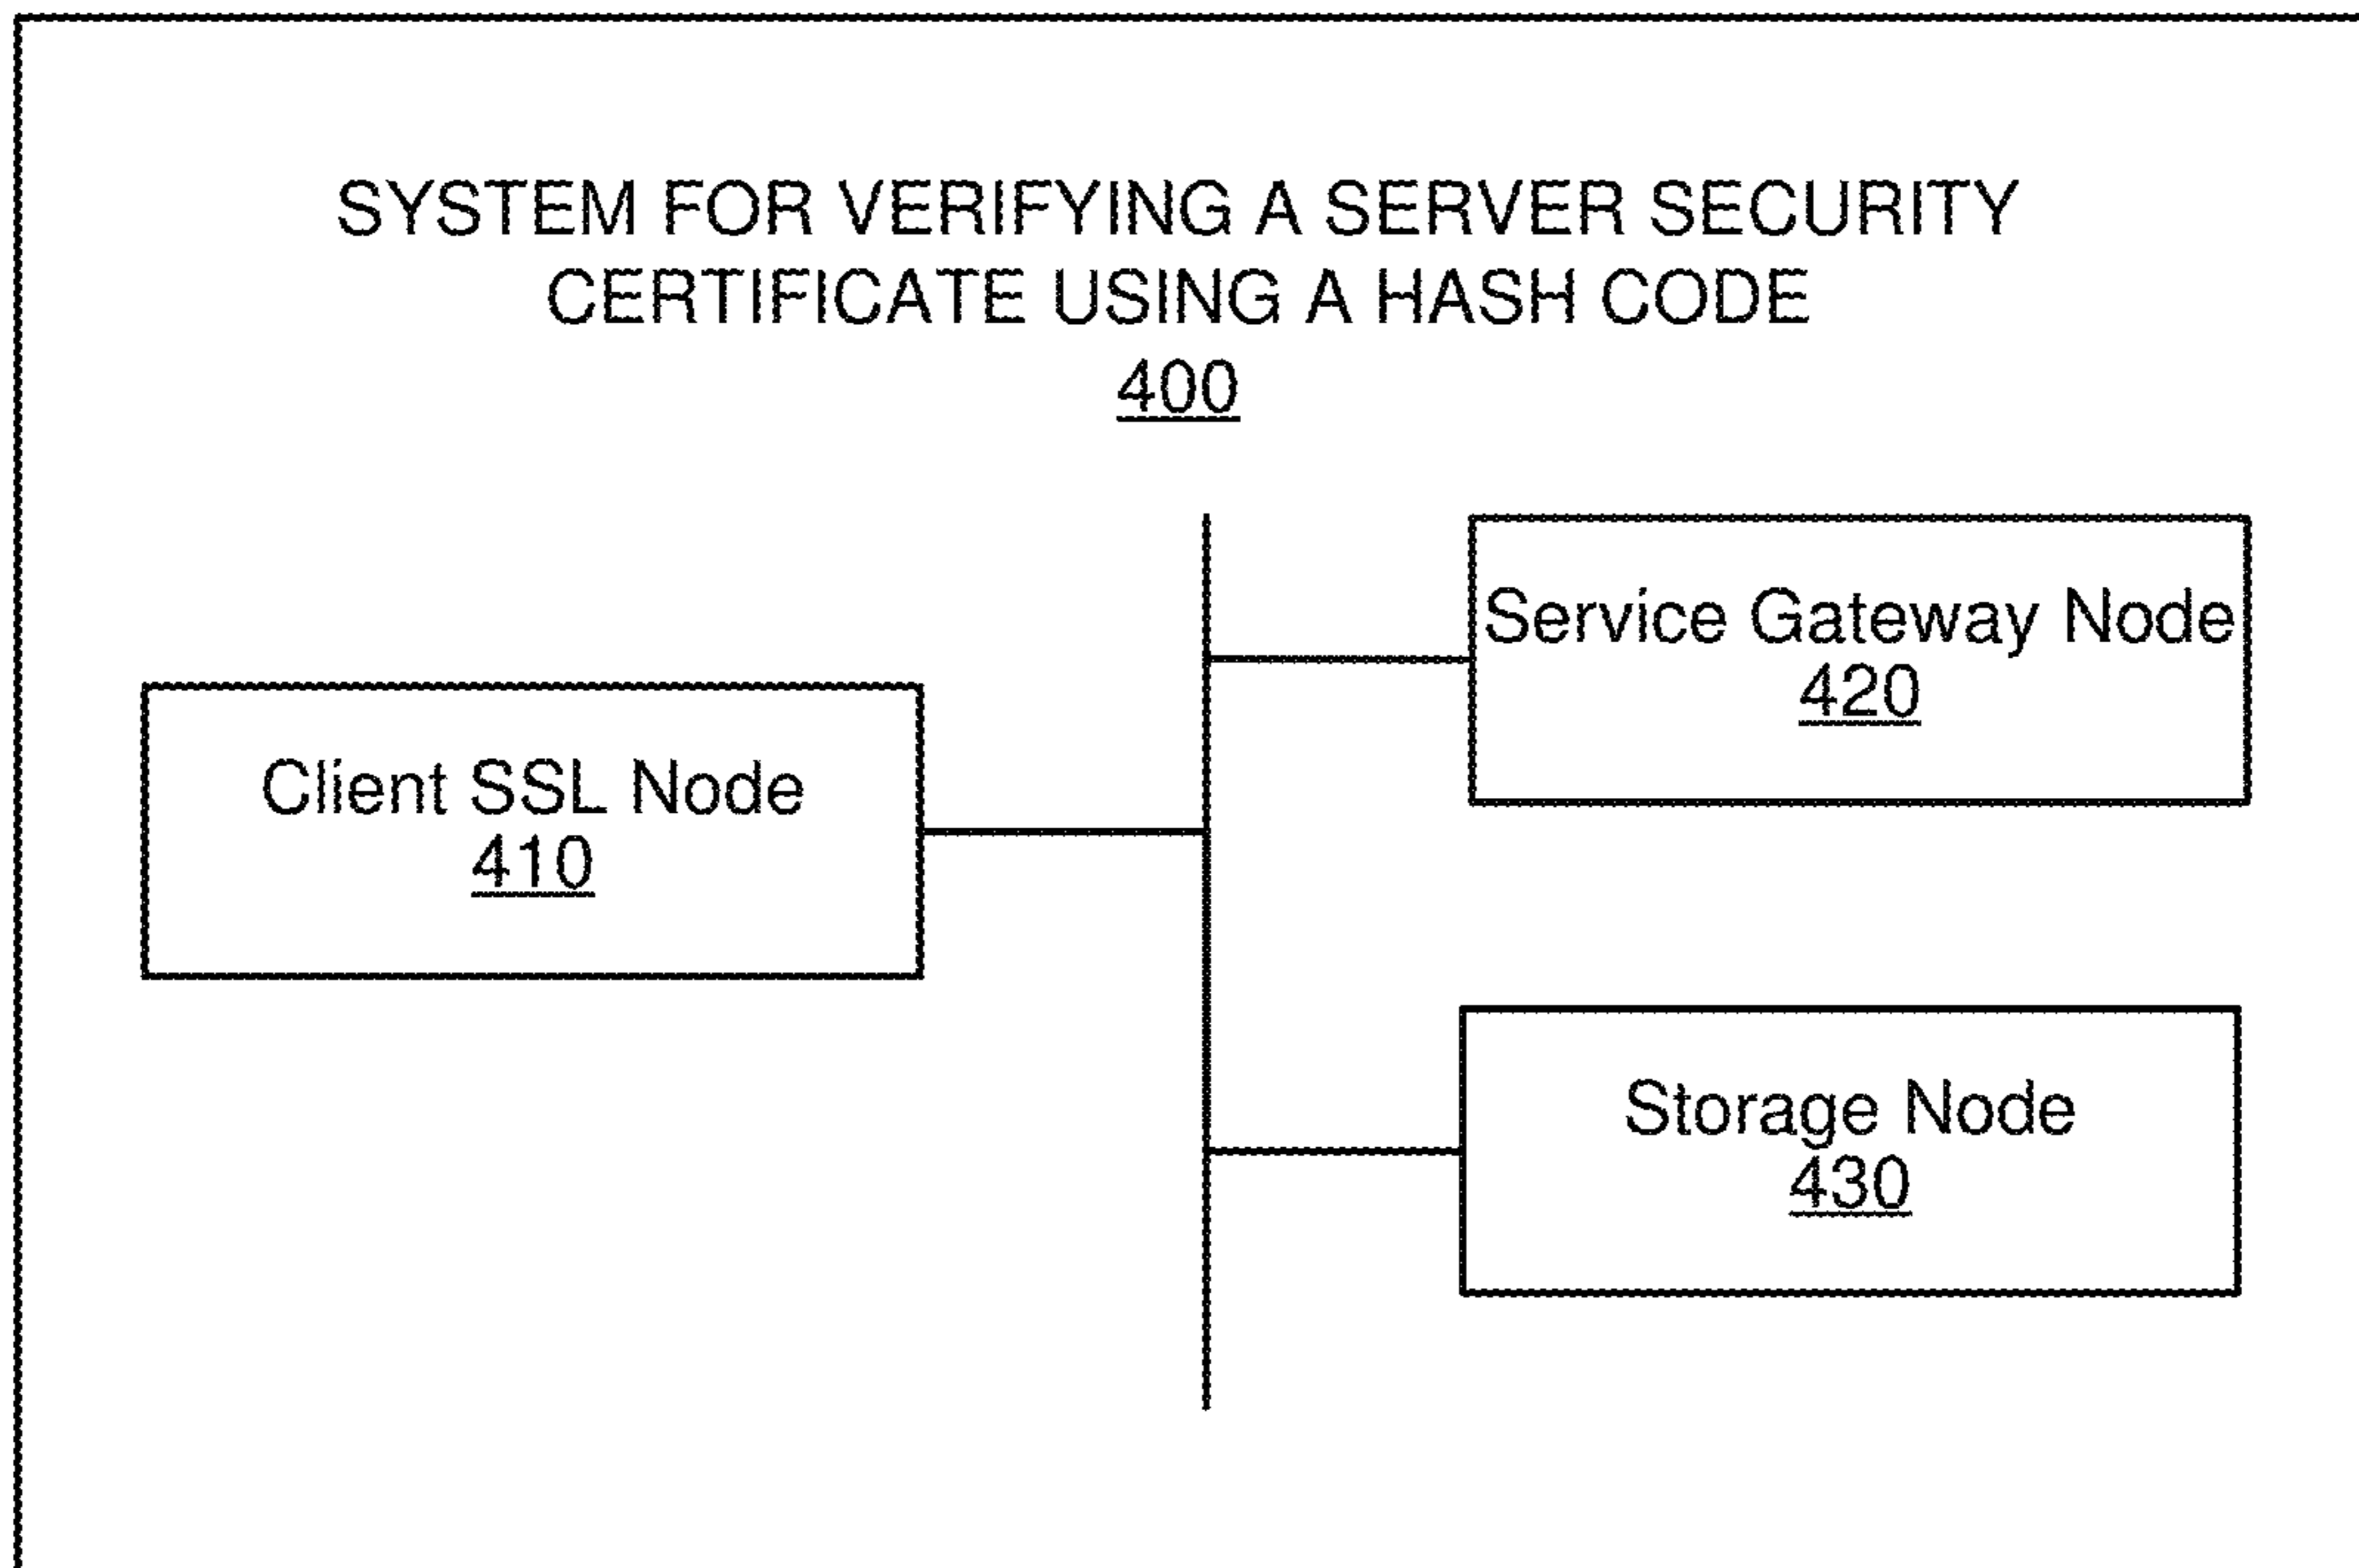 SYSTEM FOR VERIFYING A SERVER SECURITY
CERTIFICATE USING A HASH CODE
400
Service Gateway Node
420
Client SSL Node
410
Storage Node
430